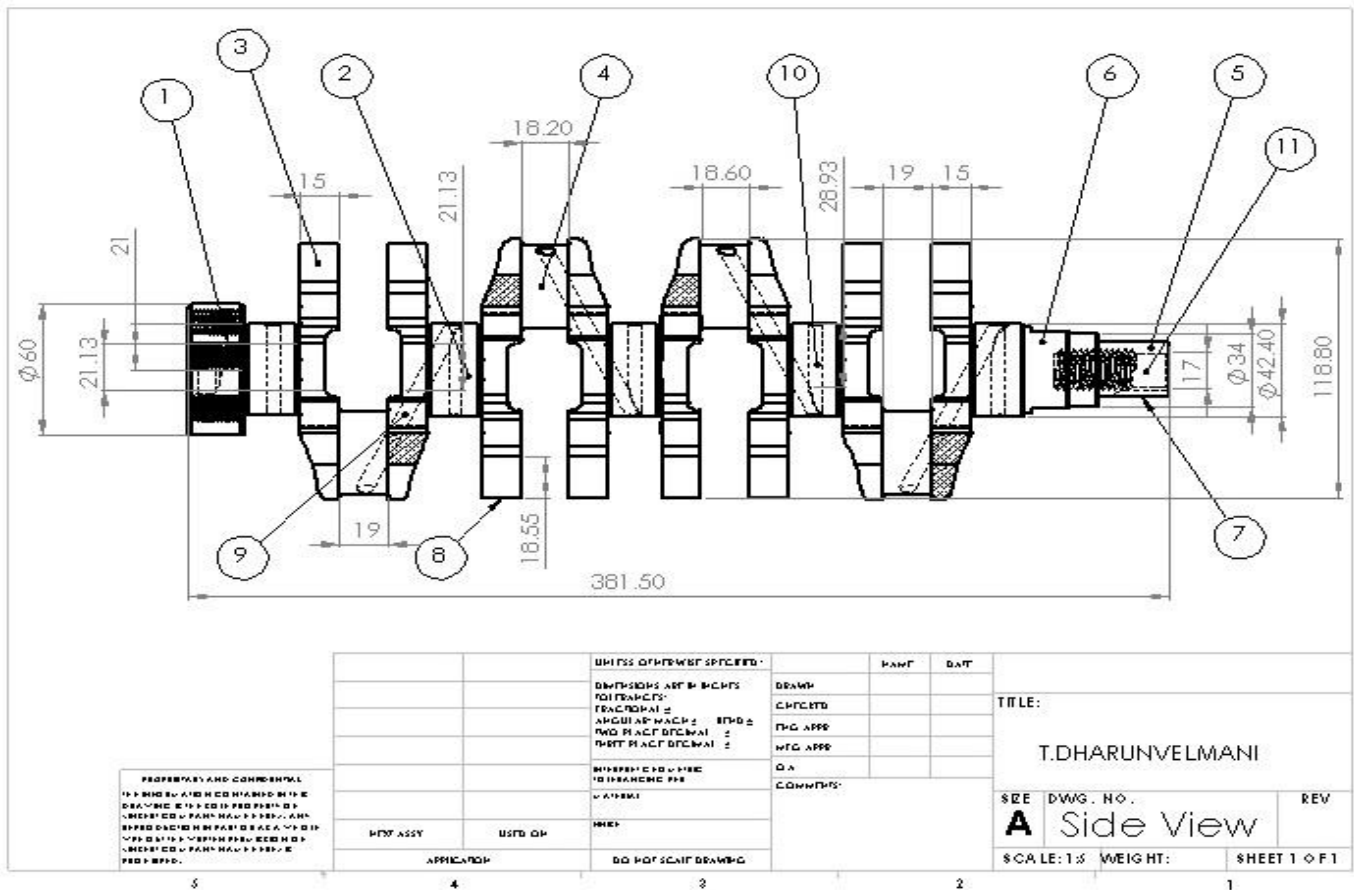 3
2
4
10
6
5
1
11
18.20
15
21.13
18.60
28.93
19
15
21
Ø60
21.13
17
Ø34
Ø42.40
118.80
19
18.55
9
8
7
381.50
UNLESS OTHERWISE SPECIFIED:
DIMENSIONS ARE IN INCHES
TOLERANCES:
FRACTIONAL ±
ANGULAR: MACH ± BEND ±
TWO PLACE DECIMAL ±
THREE PLACE DECIMAL ±
INTERPRET GEOMETRIC
TOLERANCING PER:
MATERIAL
FINISH
DO NOT SCALE DRAWING
NAME DATE
DRAWN
CHECKED
ENG APPR.
MFG APPR.
Q.A.
COMMENTS:
PROPRIETARY AND CONFIDENTIAL
NEXT ASSY
USED ON
APPLICATION
TITLE:
T.DHARUNVELMANI
SIZE DWG. NO. REV
A Side View
SCALE: 1:5 WEIGHT: SHEET 1 OF 1
5 4 3 2 1